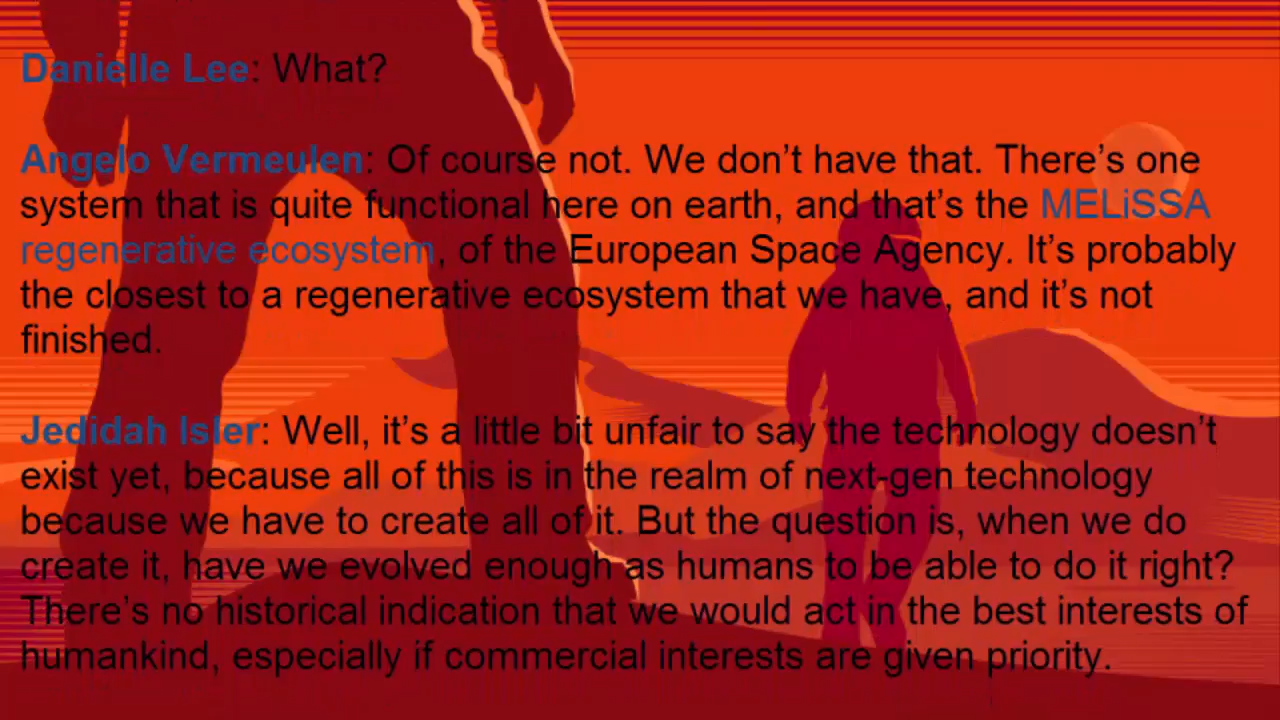 Danielle Lee: What?
Angelo Vermeulen: Of course not. We don’t have that. There’s one
system that is quite functional here on earth, and that’s the MELiSSA
regenerative ecosystem, of the European Space Agency. It’s probably
the closest to a regenerative ecosystem that we have, and it’s not
finished.
Jedidah Isler: Well, it’s a little bit unfair to say the technology doesn’t
exist yet, because all of this is in the realm of next-gen technology
because we have to create all of it. But the question is, when we do
create it, have we evolved enough as humans to be able to do it right?
There’s no historical indication that we would act in the best interests of
humankind, especially if commercial interests are given priority.